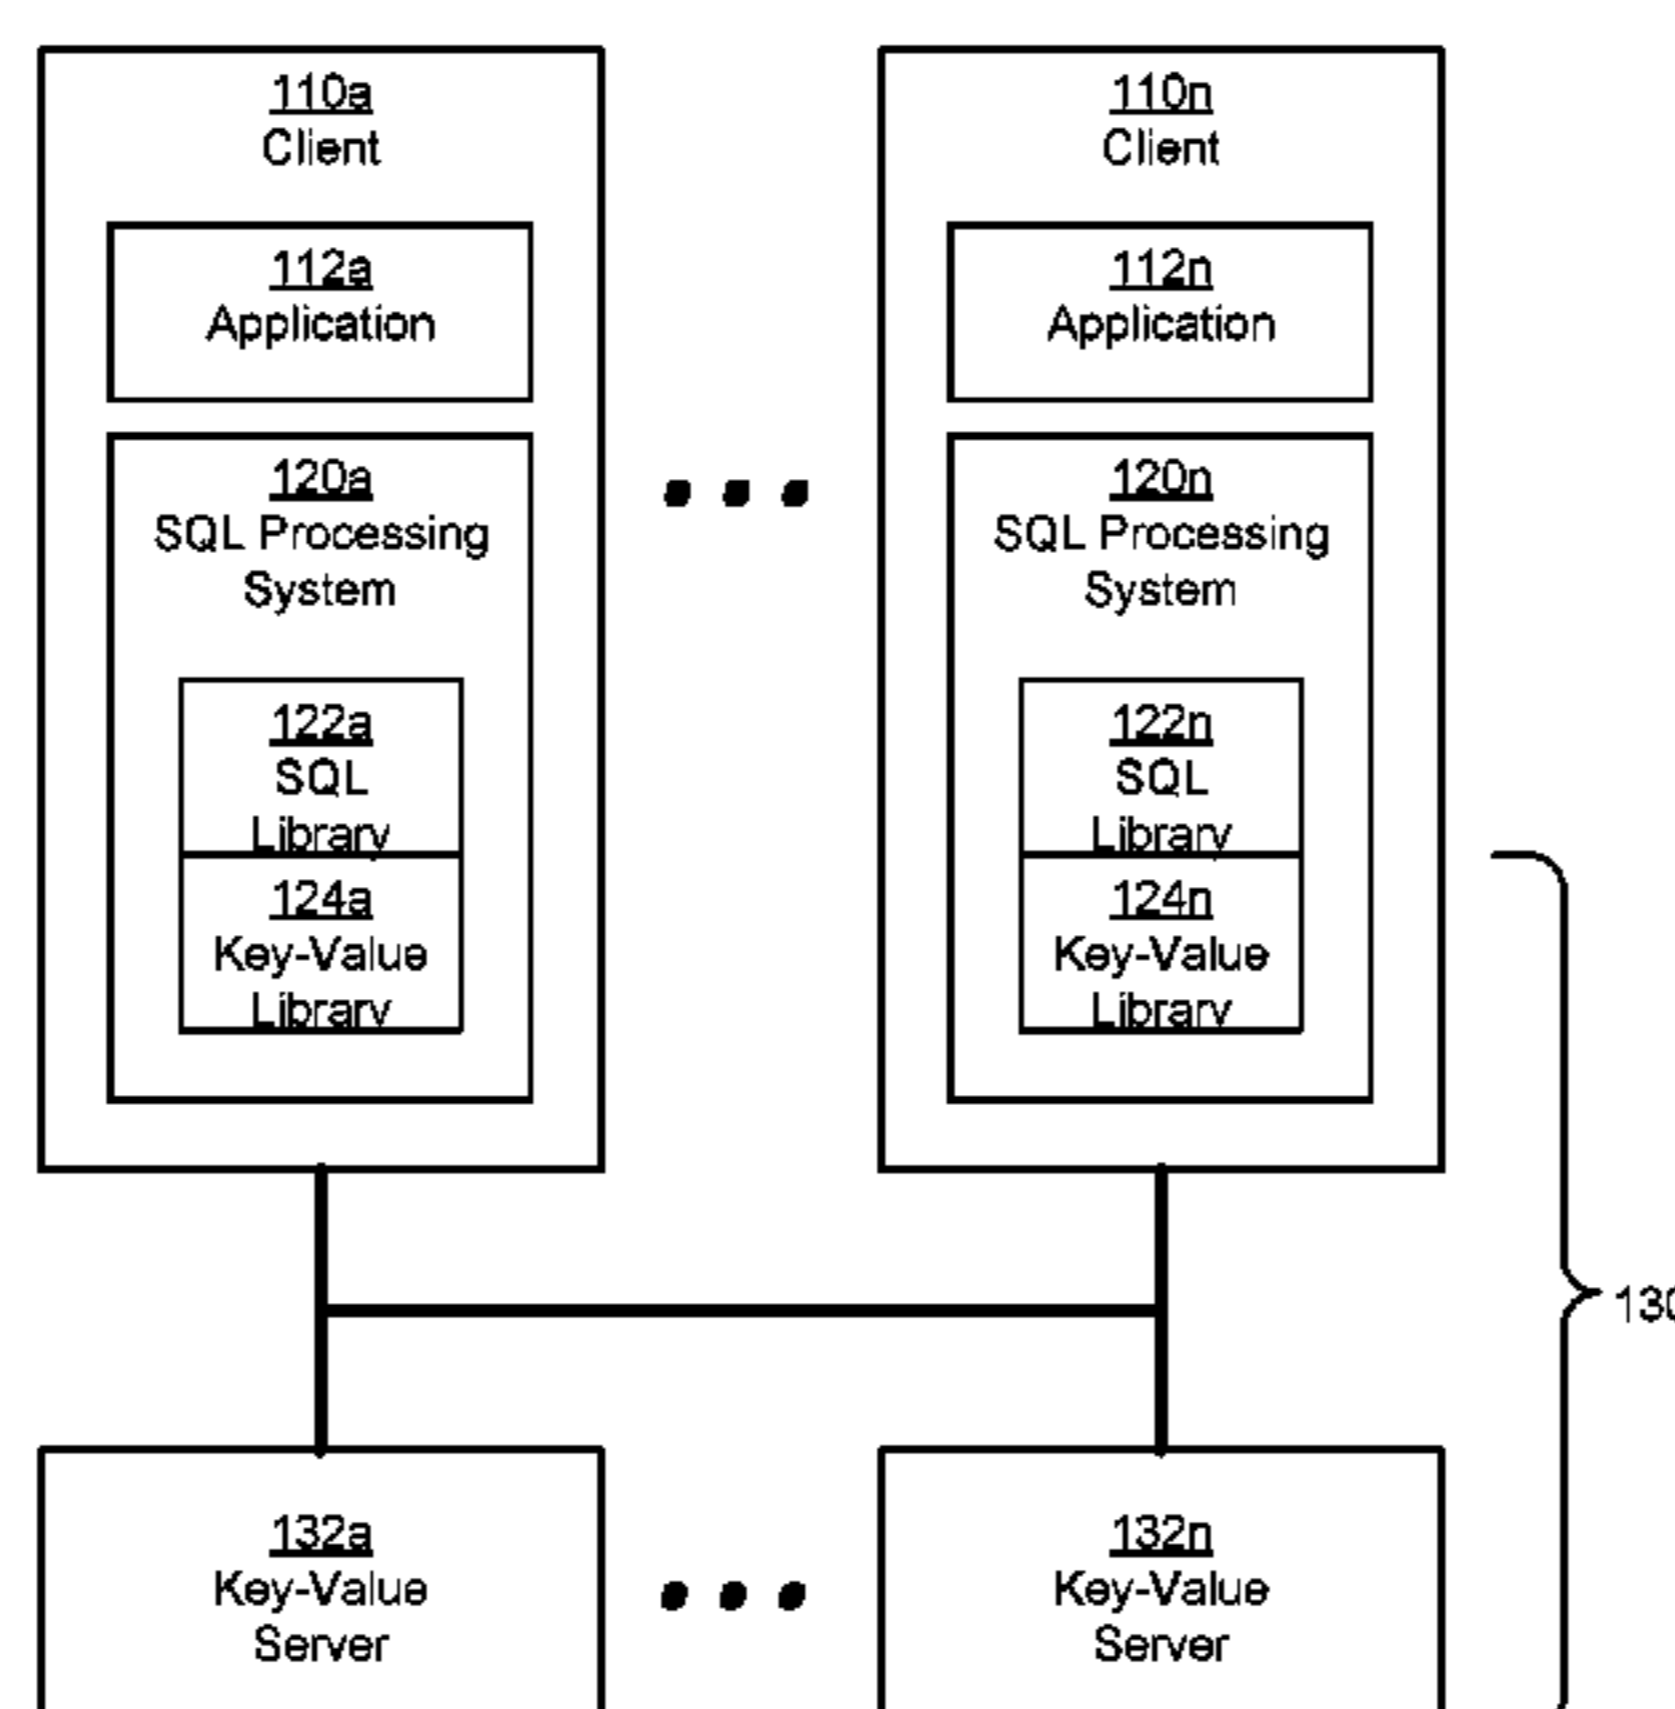 110a
Client
112a
Application
120a
SQL Processing
System
122a
SQL
Library
124a
Key-Value
Library
110n
Client
112n
Application
120n
SQL Processing
System
122n
SQL
Library
124n
Key-Value
Library
130
132a
Key-Value
Server
132n
Key-Value
Server